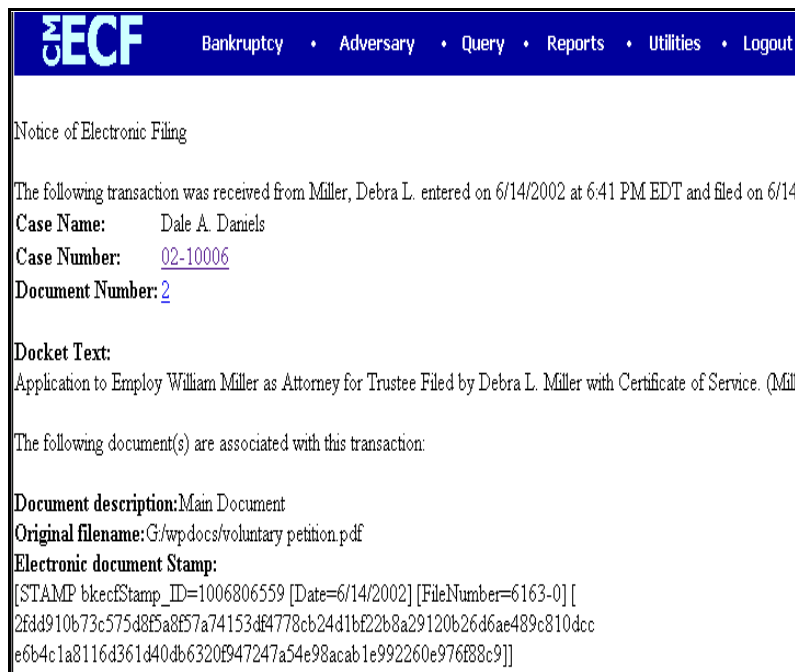 CM ECF Bankruptcy • Adversary • Query • Reports • Utilities • Logout
Notice of Electronic Filing
The following transaction was received from Miller, Debra L. entered on 6/14/2002 at 6:41 PM EDT and filed on 6/14
Case Name: Dale A. Daniels
Case Number: 02-10006
Document Number: 2
Docket Text:
Application to Employ William Miller as Attorney for Trustee Filed by Debra L. Miller with Certificate of Service. (Mil
The following document(s) are associated with this transaction:
Document description:Main Document
Original filename:G:/wpdocs/voluntary petition.pdf
Electronic document Stamp:
[STAMP bkecfStamp_ID=1006806559 [Date=6/14/2002] [FileNumber=6163-0] [
2fdd910b73c575d8f5a8f57a74153df4778cb24d1bf22b8a29120b26d6ae489c810dcc
e6b4c1a8116d361d40db6320f947247a54e98acab1e992260e976f88c9]]